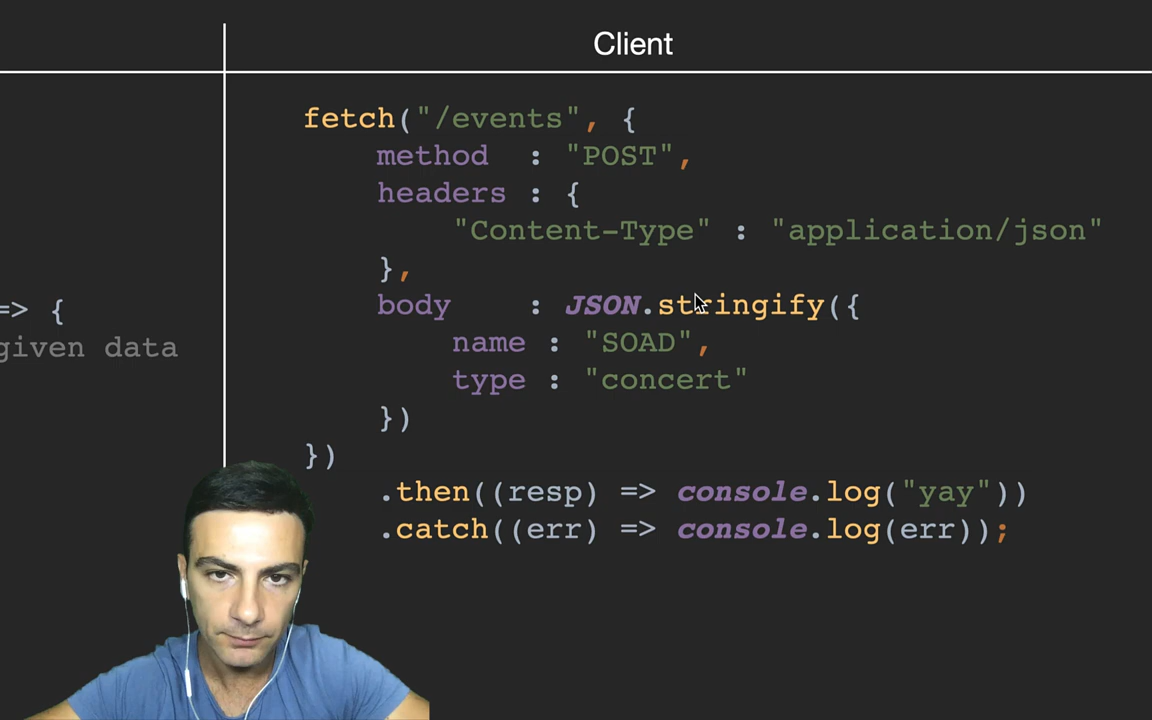 Client
fetch("/events", {
method : "POST",
headers : {
"Content-Type" : "application/json"
},
=> {
body : JSON.stringify({
given data
name : "SOAD",
type : "concert"
})
})
.then((resp) => console.log("yay"))
.catch((err) => console.log(err));